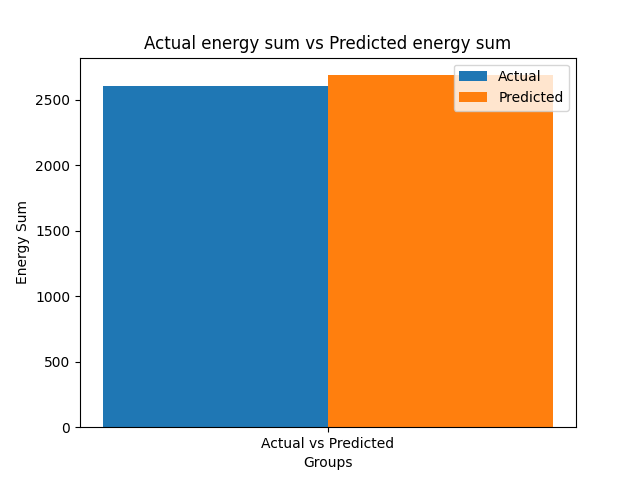 Actual energy sum vs Predicted energy sum
Actual
Predicted
Energy Sum
2500
2000
1500
1000
500
0
Actual vs Predicted
Groups